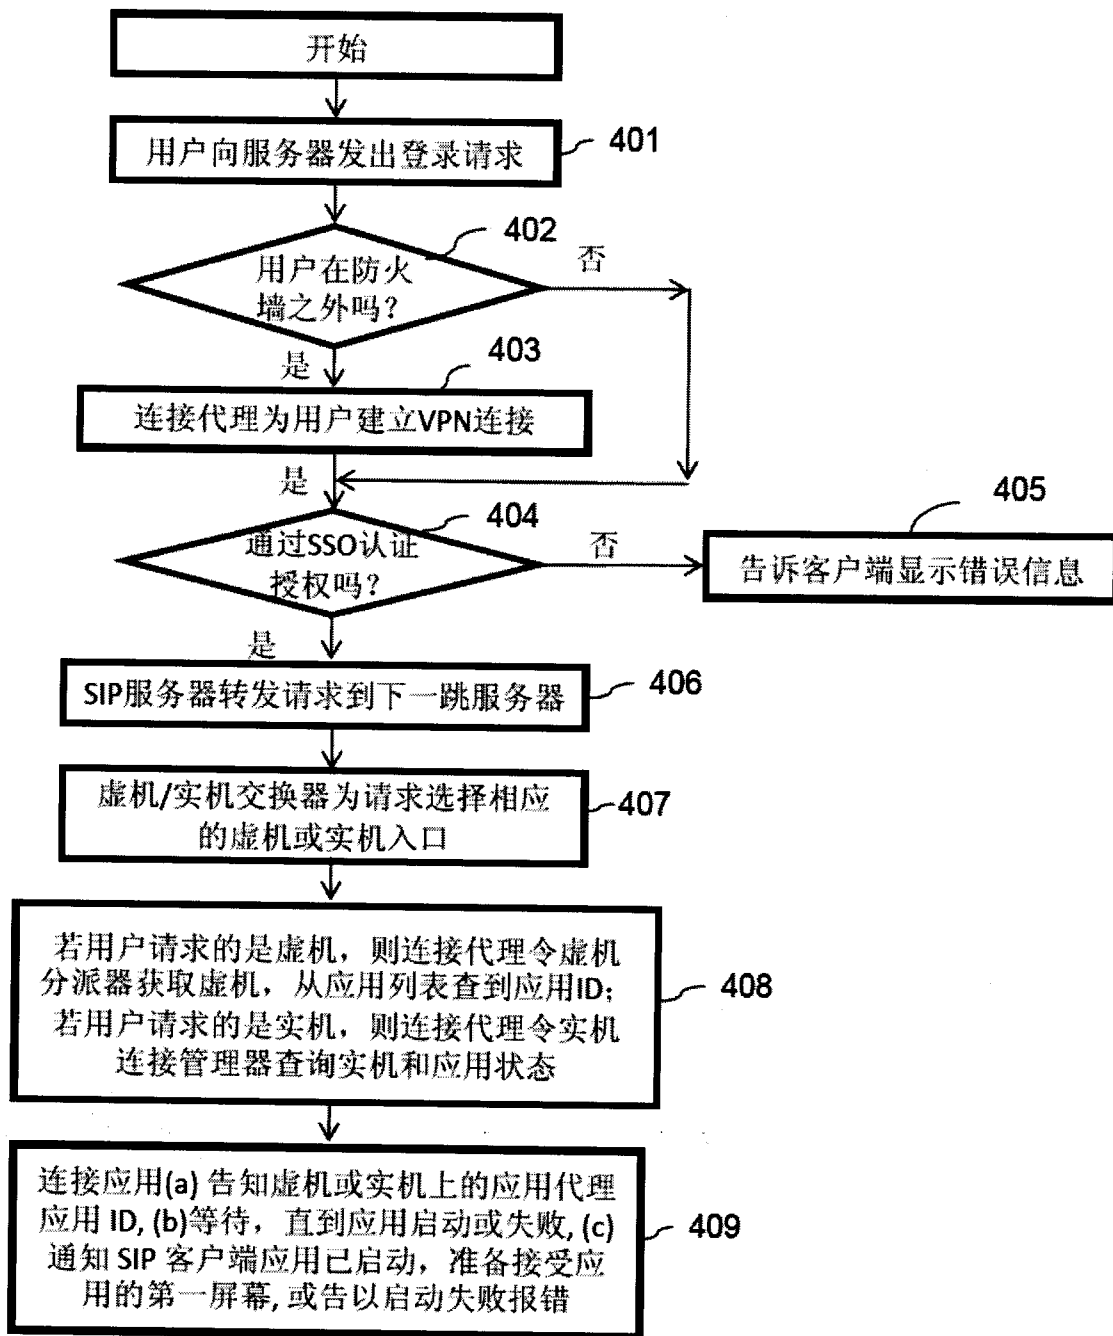 开始
用户向服务器发出登录请求
401
402
用户在防火
墙之外吗?
否
是
403
连接代理为用户建立VPN连接
是
404
通过SSO认证
授权吗?
否
405
告诉客户端显示错误信息
是
SIP服务器转发请求到下一跳服务器
406
虚机/实机交换器为请求选择相应
的虚机或实机入口
407
若用户请求的是虚机，则连接代理令虚机
分派器获取虚机，从应用列表查到应用ID；
若用户请求的是实机，则连接代理令实机
连接管理器查询实机和应用状态
408
连接应用(a) 告知虚机或实机上的应用代理
应用 ID, (b)等待，直到应用启动或失败, (c)
通知 SIP 客户端应用已启动，准备接受应
用的第一屏幕, 或告以启动失败报错
409